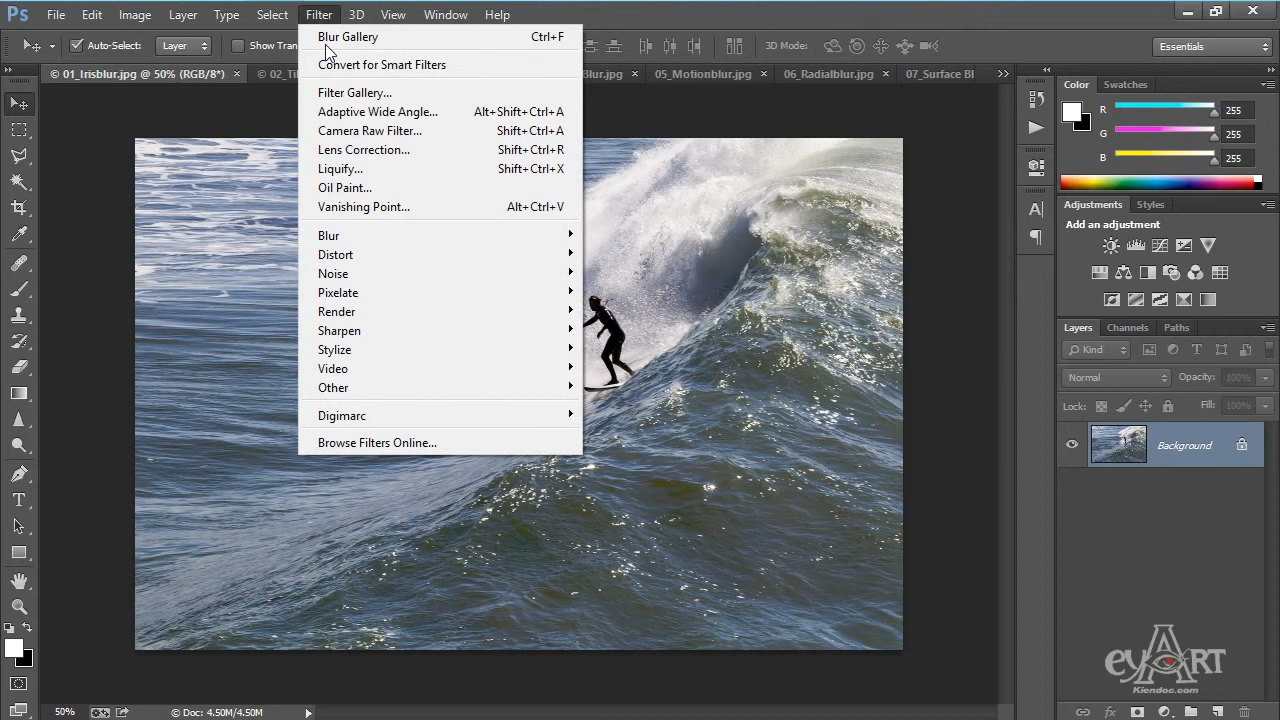 Ps File Edit Image Layer Type Select Filter 3D View Window Help
Auto-Select: Layer Show Tran 3D Mode: Essentials
© 01_Irisblur.jpg @ 50% (RGB/8*) × © 02_Ti Blur.jpg × 05_Motionblur.jpg × 06_Radialblur.jpg × 07_Surface Bl
Blur Gallery Ctrl+F
Convert for Smart Filters
Filter Gallery...
Adaptive Wide Angle... Alt+Shift+Ctrl+A
Camera Raw Filter... Shift+Ctrl+A
Lens Correction... Shift+Ctrl+R
Liquify... Shift+Ctrl+X
Oil Paint...
Vanishing Point... Alt+Ctrl+V
Blur
Distort
Noise
Pixelate
Render
Sharpen
Stylize
Video
Other
Digimarc
Browse Filters Online...
Color Swatches
R 255
G 255
B 255
Adjustments Styles
Add an adjustment
Layers Channels Paths
Kind
Normal Opacity: 100%
Lock: Fill: 100%
Background
eyART
Kiendoc.com
50% © Doc: 4.50M/4.50M